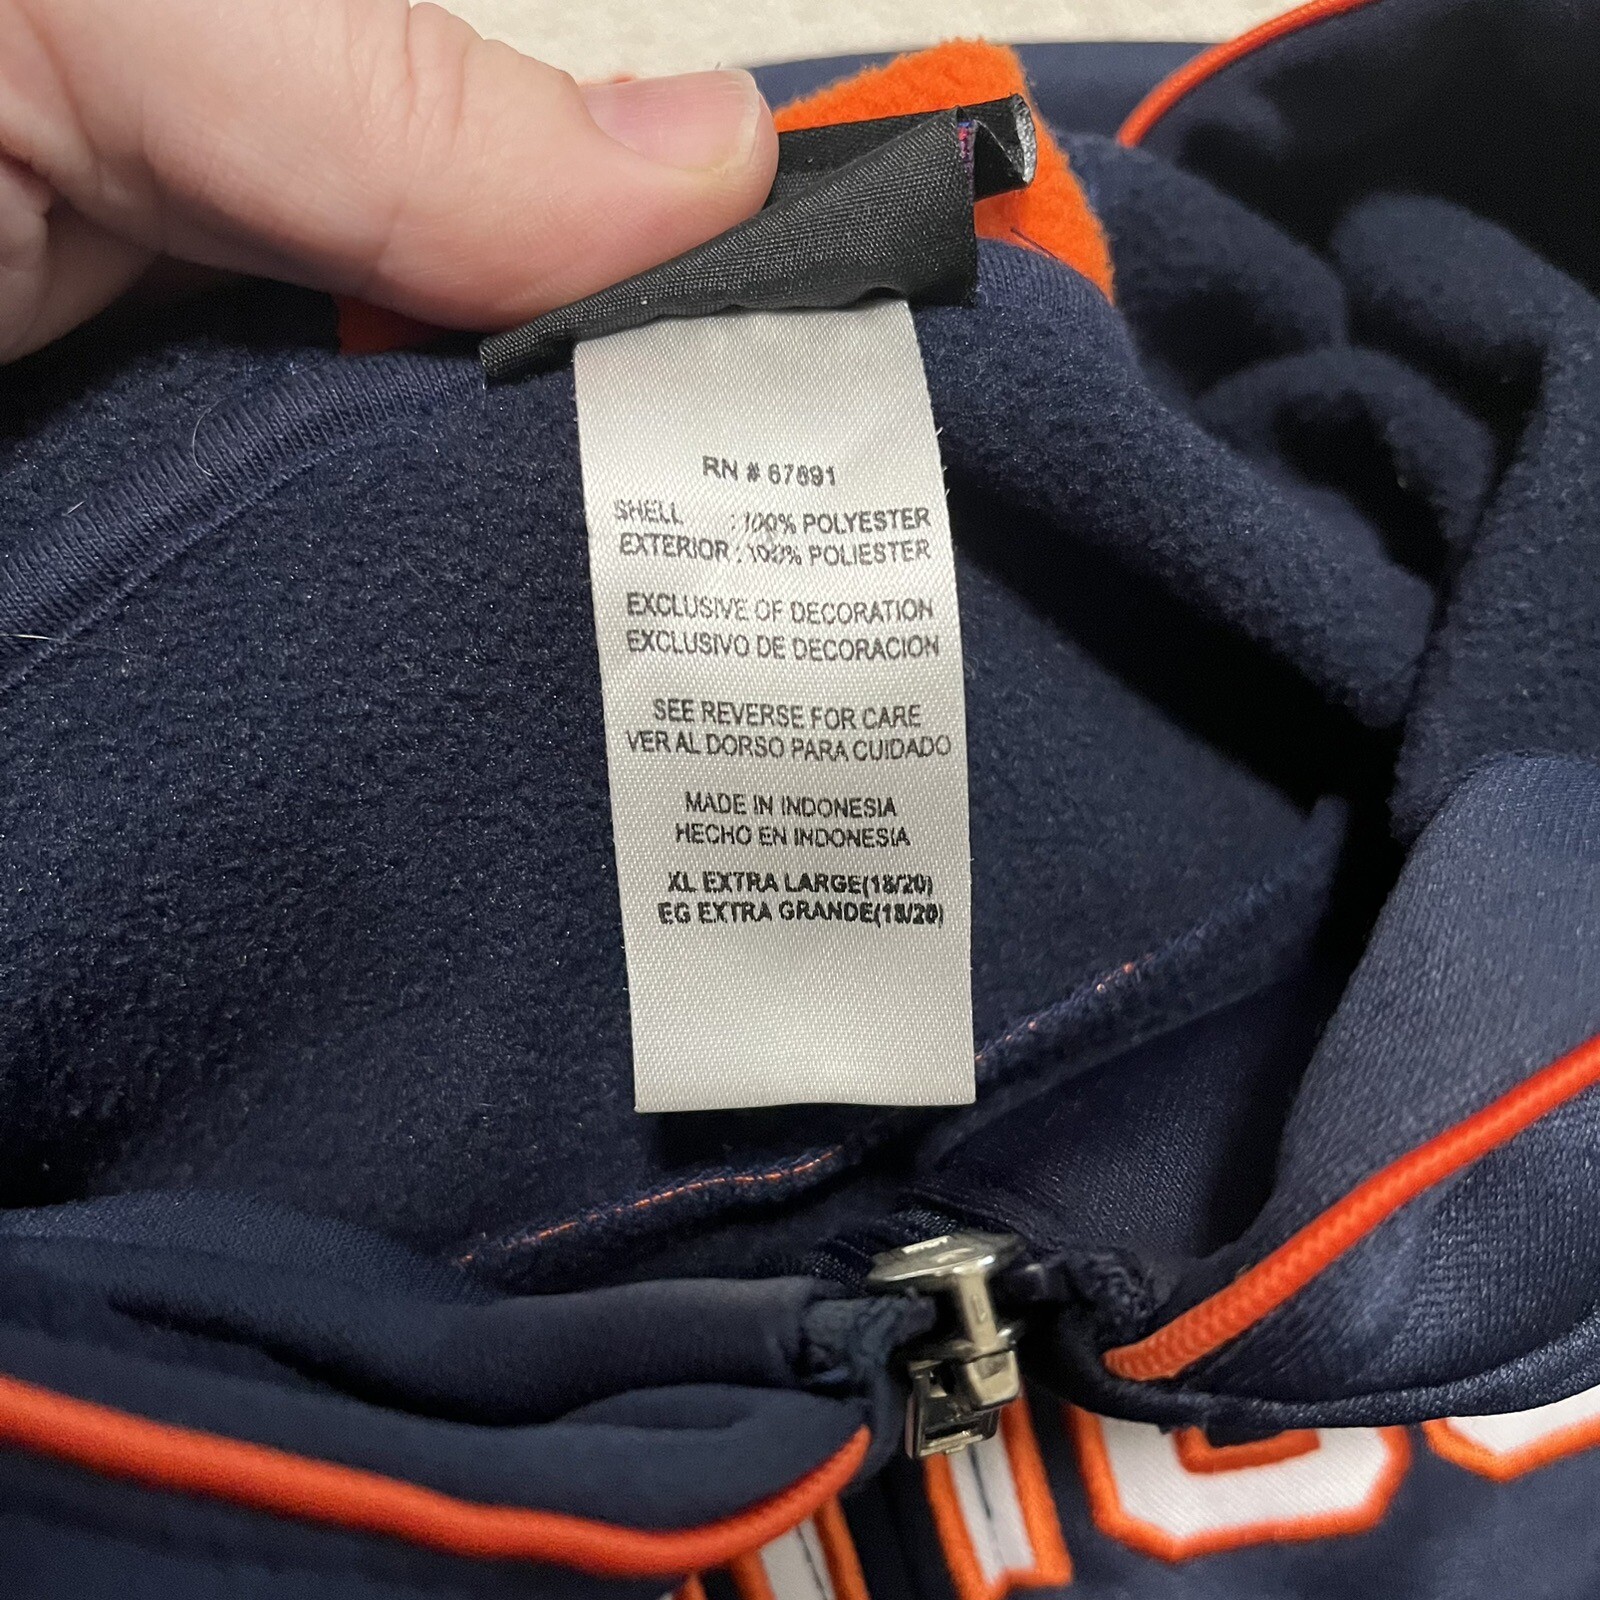 RN # 67891
SHELL : 100% POLYESTER
EXTERIOR : 100% POLIESTER
EXCLUSIVE OF DECORATION
EXCLUSIVO DE DECORACION
SEE REVERSE FOR CARE
VER AL DORSO PARA CUIDADO
MADE IN INDONESIA
HECHO EN INDONESIA
XL EXTRA LARGE(18/20)
EG EXTRA GRANDE(18/20)